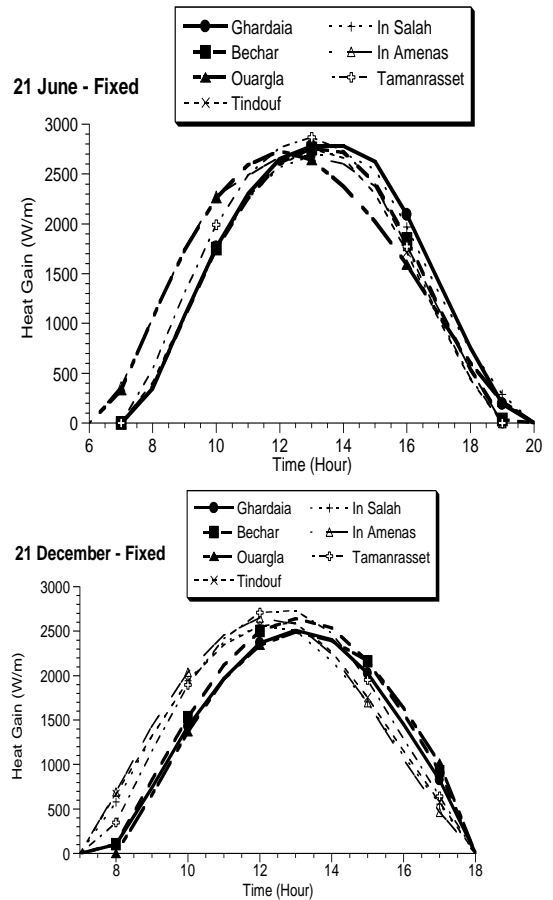 Ghardaia
In Salah
Bechar
In Amenas
Ouargla
Tamanrasset
Tindouf
21 June - Fixed
3000
2500
2000
1500
1000
500
0
Heat Gain (W/m)
6 8 10 12 14 16 18 20
Time (Hour)
Ghardaia
In Salah
Bechar
In Amenas
Ouargla
Tamanrasset
Tindouf
21 December - Fixed
3000
2500
2000
1500
1000
500
0
Heat Gain (W/m)
8 10 12 14 16 18
Time (Hour)